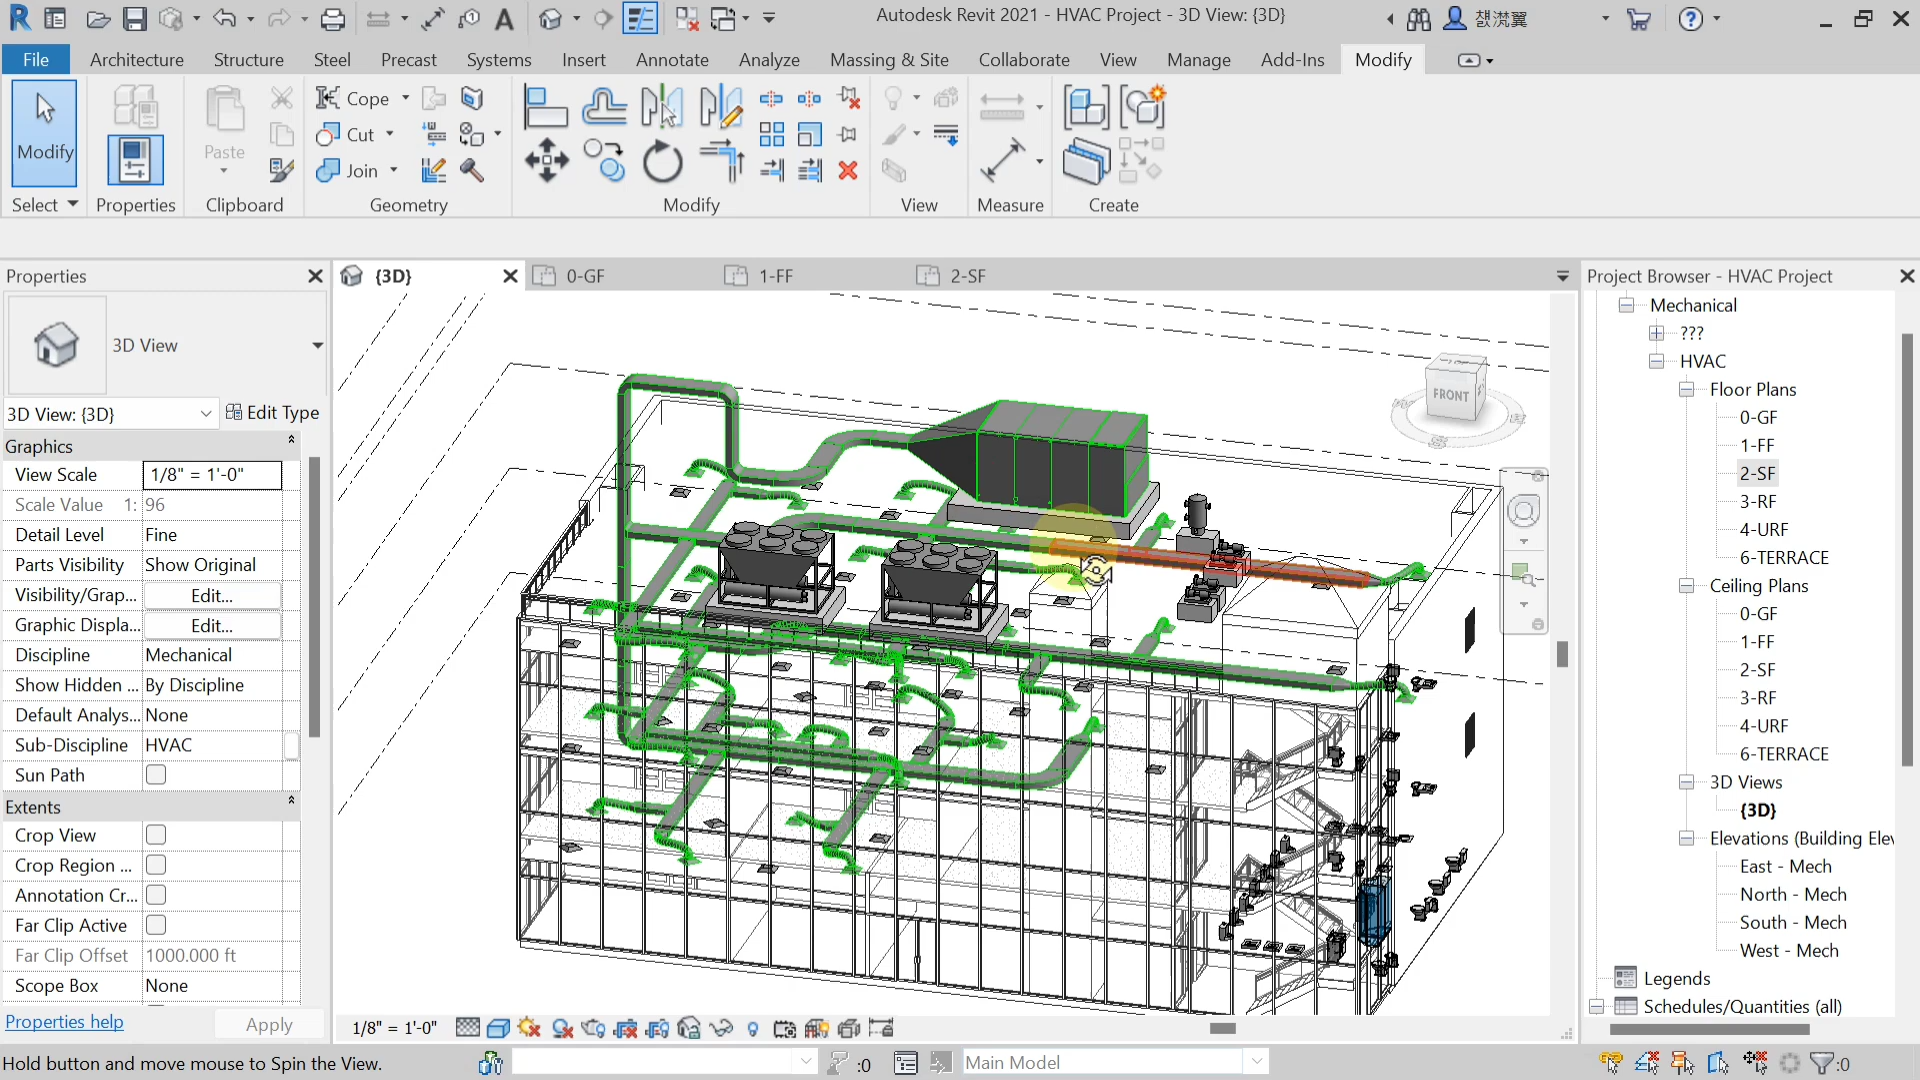 Autodesk Revit 2021 - HVAC Project - 3D View: {3D}
File Architecture Structure Steel Precast Systems Insert Annotate Analyze Massing & Site Collaborate View Manage Add-Ins Modify
Modify
Paste
Cope
Cut
Join
Select Properties Clipboard Geometry Modify View Measure Create
Properties
3D View
3D View: {3D} Edit Type
Graphics
View Scale 1/8" = 1'-0"
Scale Value 1: 96
Detail Level Fine
Parts Visibility Show Original
Visibility/Grap... Edit...
Graphic Displa... Edit...
Discipline Mechanical
Show Hidden ... By Discipline
Default Analys... None
Sub-Discipline HVAC
Sun Path
Extents
Crop View
Crop Region ...
Annotation Cr...
Far Clip Active
Far Clip Offset 1000.000 ft
Scope Box None
Properties help Apply
{3D} 0-GF 1-FF 2-SF
FRONT
1/8" = 1'-0"
Project Browser - HVAC Project
Mechanical
???
HVAC
Floor Plans
0-GF
1-FF
2-SF
3-RF
4-URF
6-TERRACE
Ceiling Plans
0-GF
1-FF
2-SF
3-RF
4-URF
6-TERRACE
3D Views
{3D}
Elevations (Building Elev
East - Mech
North - Mech
South - Mech
West - Mech
Legends
Schedules/Quantities (all)
Hold button and move mouse to Spin the View.
:0
Main Model
:0